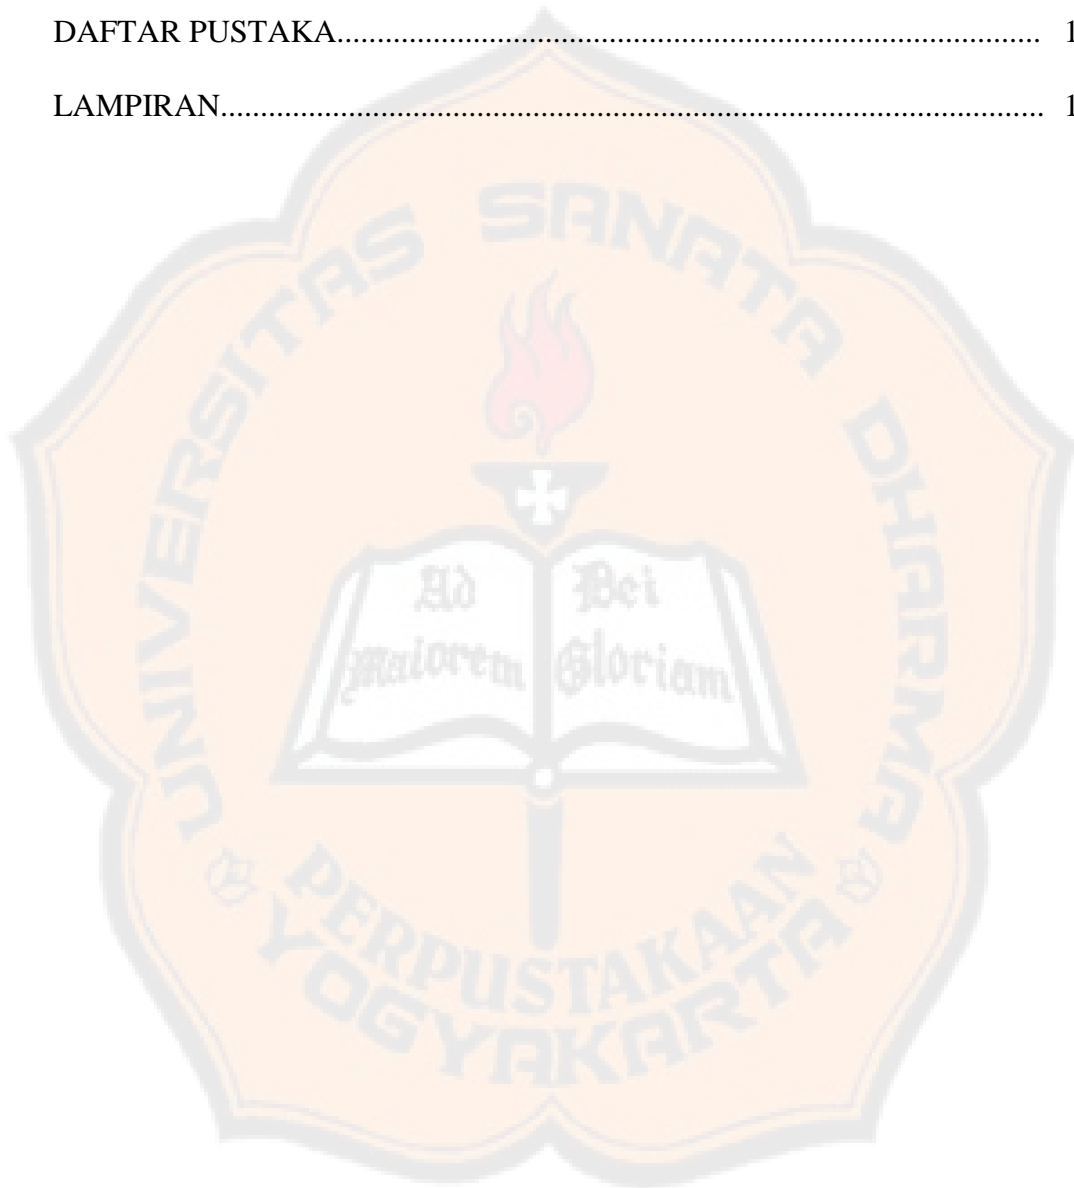 DAFTAR PUSTAKA........................................................................................ 1
LAMPIRAN....................................................................................................... 1
UNIVERSITAS SANATA DHARMA
Ad Dei
Maiorem Gloriam
PERPUSTAKAAN
YOGYAKARTA